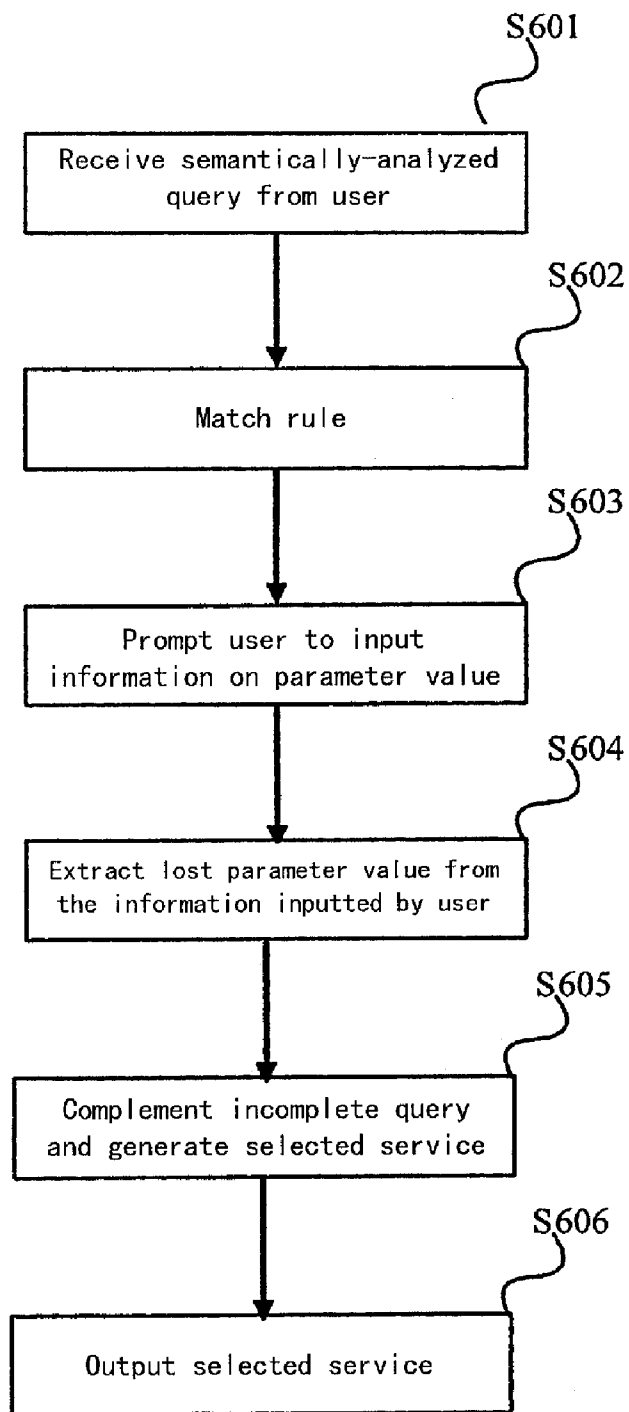 S601
Receive semantically-analyzed
query from user
S602
Match rule
S603
Prompt user to input
information on parameter value
S604
Extract lost parameter value from
the information inputted by user
S605
Complement incomplete query
and generate selected service
S606
Output selected service